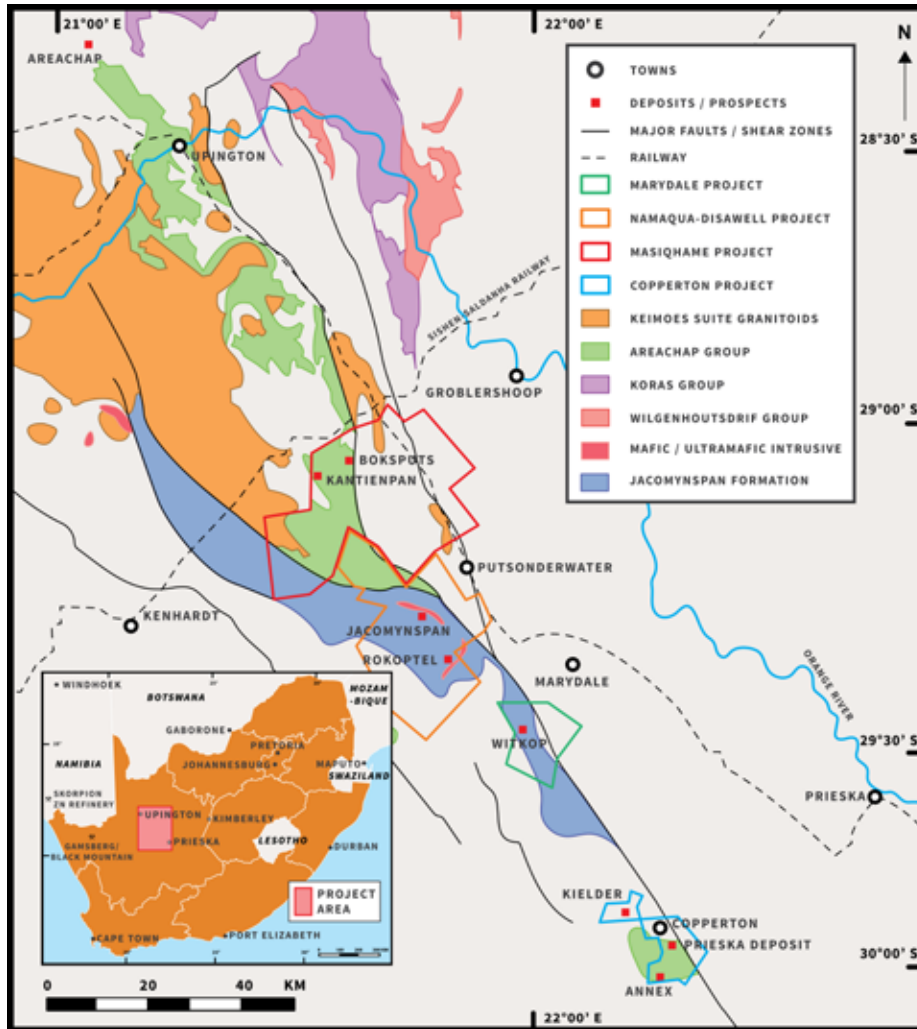 21°00' E
22°00' E
N
AREACHAP
TOWNS
DEPOSITS / PROSPECTS
MAJOR FAULTS / SHEAR ZONES
RAILWAY
MARYDALE PROJECT
NAMAQUA-DISAWELL PROJECT
MASIQHAME PROJECT
COPPERTON PROJECT
KEIMOES SUITE GRANITOIDS
AREACHAP GROUP
KORAS GROUP
WILGENHOUTSDRIF GROUP
MAFIC / ULTRAMAFIC INTRUSIVE
JACOMYNSPAN FORMATION
28°30' S
UPINGTON
SISHEN-SALDANHA RAILWAY
GROBLERSHOOP
29°00' S
BOKSPUTS
KANTIENPAN
PUTSONDERWATER
KENHARDT
JACOMYNSPAN
ROKOPTEL
MARYDALE
ORANGE RIVER
WITKOP
29°30' S
PRIESKA
KIELDER
COPPERTON
PRIESKA DEPOSIT
30°00' S
ANNEX
WINDHOEK
BOTSWANA
MOZAM
-BIQUE
GABORONE
PRETORIA
NAMIBIA
JOHANNESBURG
MAPUTO
SWAZILAND
SKORPION
ZN REFINERY
UPINGTON
KIMBERLEY
GAMSBERG/
BLACK MOUNTAIN
PRIESKA
LESOTHO
DURBAN
PROJECT
AREA
CAPE TOWN
PORT ELIZABETH
0 20 40 KM
22°00' E